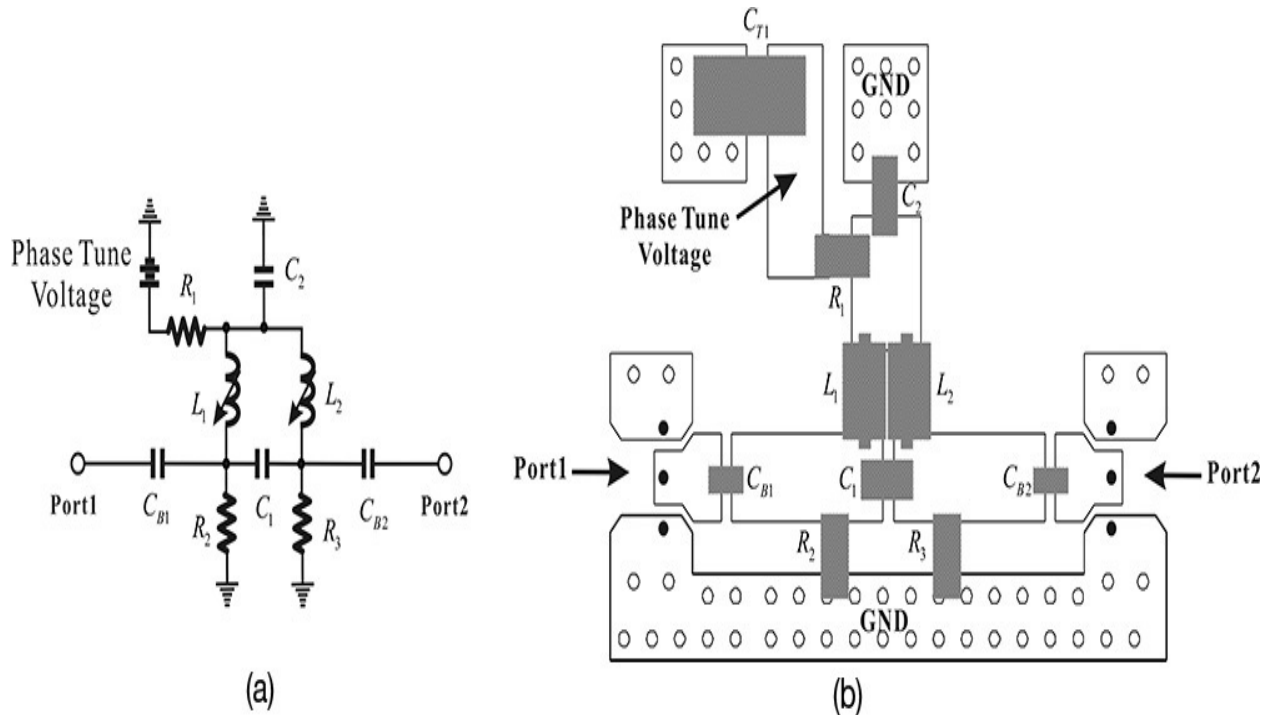 Phase Tune
Voltage
R1
C2
L1
L2
Port1
CB1
R2
C1
R3
CB2
Port2
(a)
CT1
GND
C2
Phase Tune
Voltage
R1
L1
L2
Port1
CB1
C1
CB2
Port2
R2
R3
GND
(b)